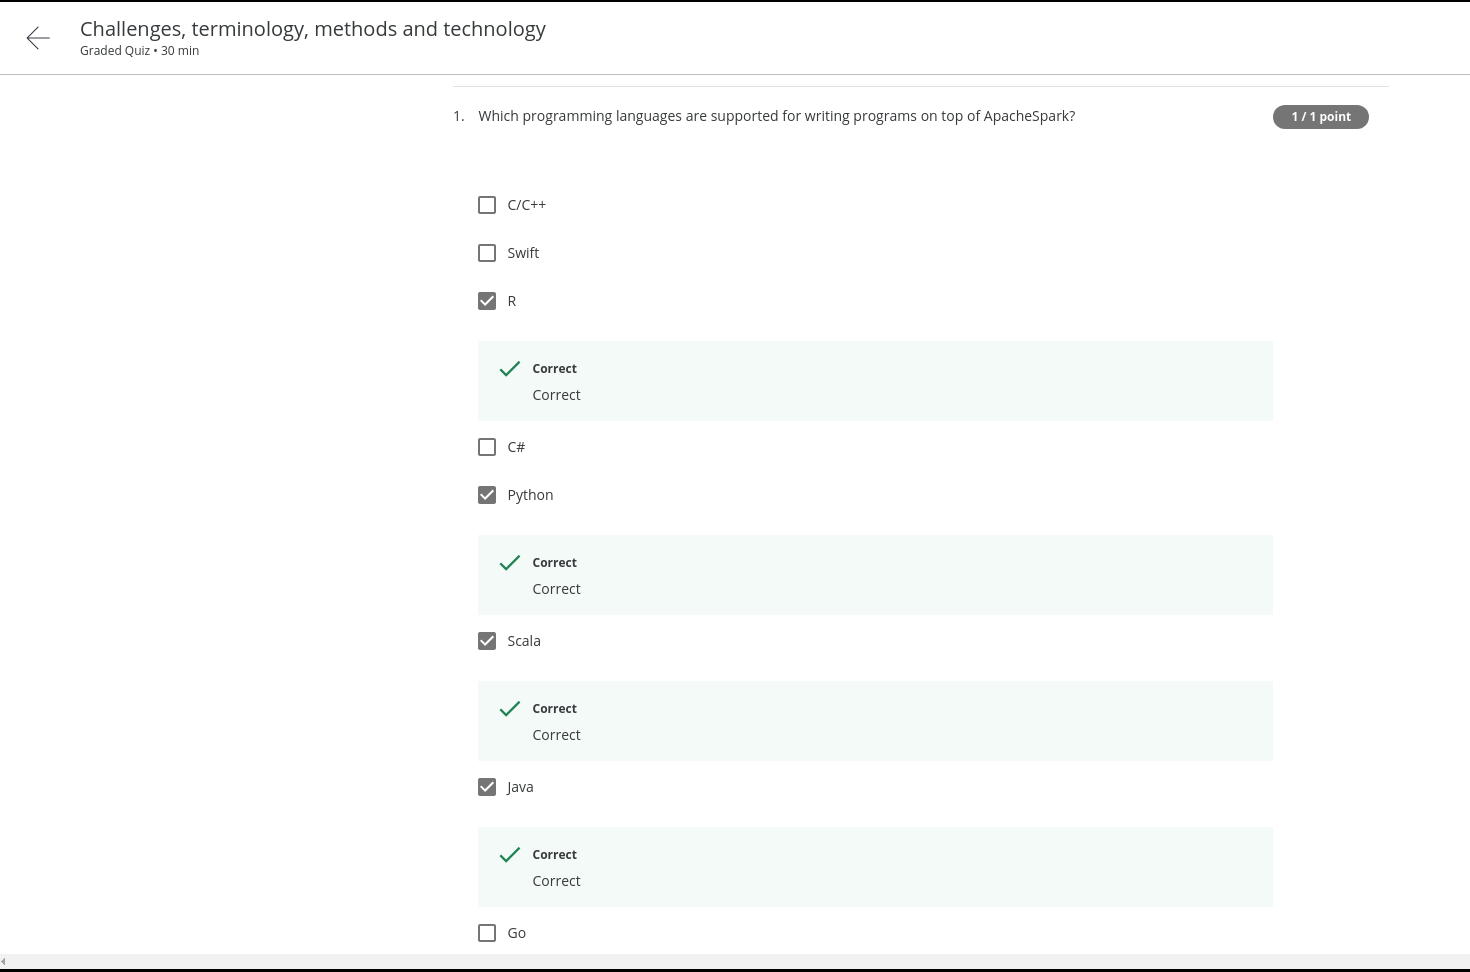 Challenges, terminology, methods and technology
Graded Quiz • 30 min
1. Which programming languages are supported for writing programs on top of ApacheSpark?
1 / 1 point
C/C++
Swift
R
Correct
Correct
C#
Python
Correct
Correct
Scala
Correct
Correct
Java
Correct
Correct
Go